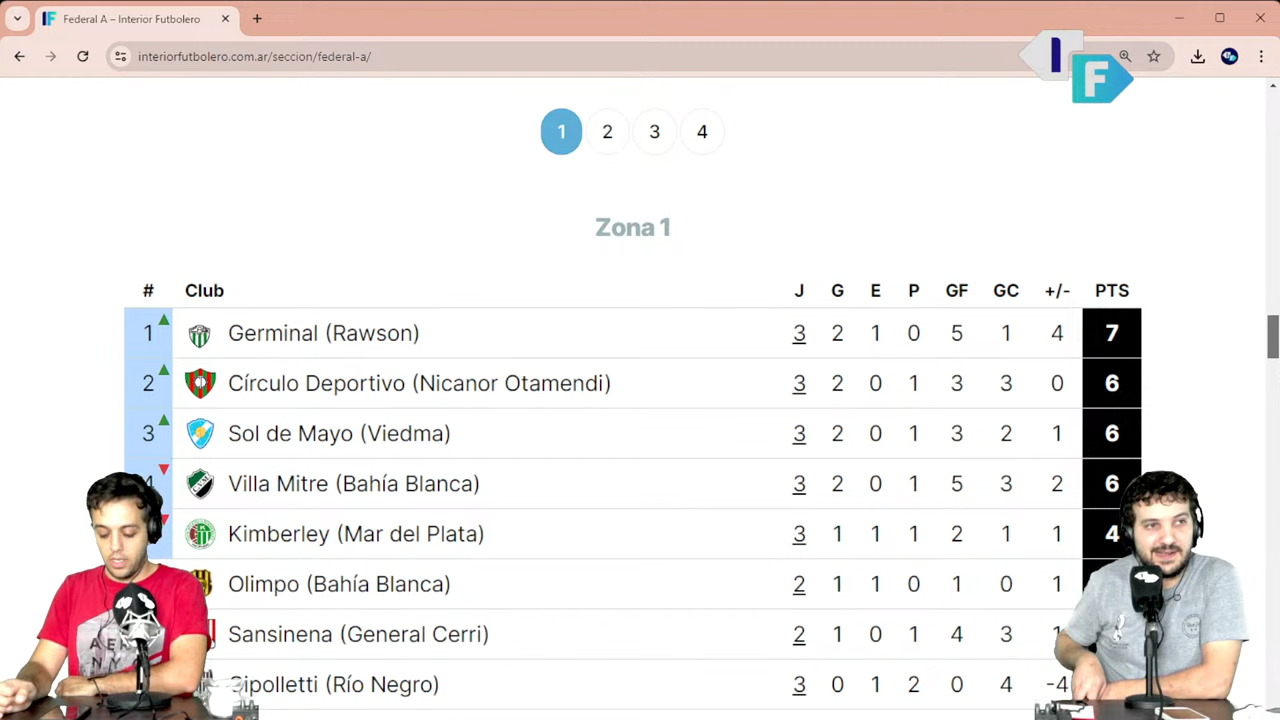 Federal A – Interior Futbolero
interiorfutbolero.com.ar/seccion/federal-a/
IF
1 2 3 4
Zona 1
# Club J G E P GF GC +/- PTS
1 Germinal (Rawson) 3 2 1 0 5 1 4 7
2 Círculo Deportivo (Nicanor Otamendi) 3 2 0 1 3 3 0 6
3 Sol de Mayo (Viedma) 3 2 0 1 3 2 1 6
4 Villa Mitre (Bahía Blanca) 3 2 0 1 5 3 2 6
Kimberley (Mar del Plata) 3 1 1 1 2 1 1 4
Olimpo (Bahía Blanca) 2 1 1 0 1 0 1
Sansinena (General Cerri) 2 1 0 1 4 3 1
Cipolletti (Río Negro) 3 0 1 2 0 4 -4